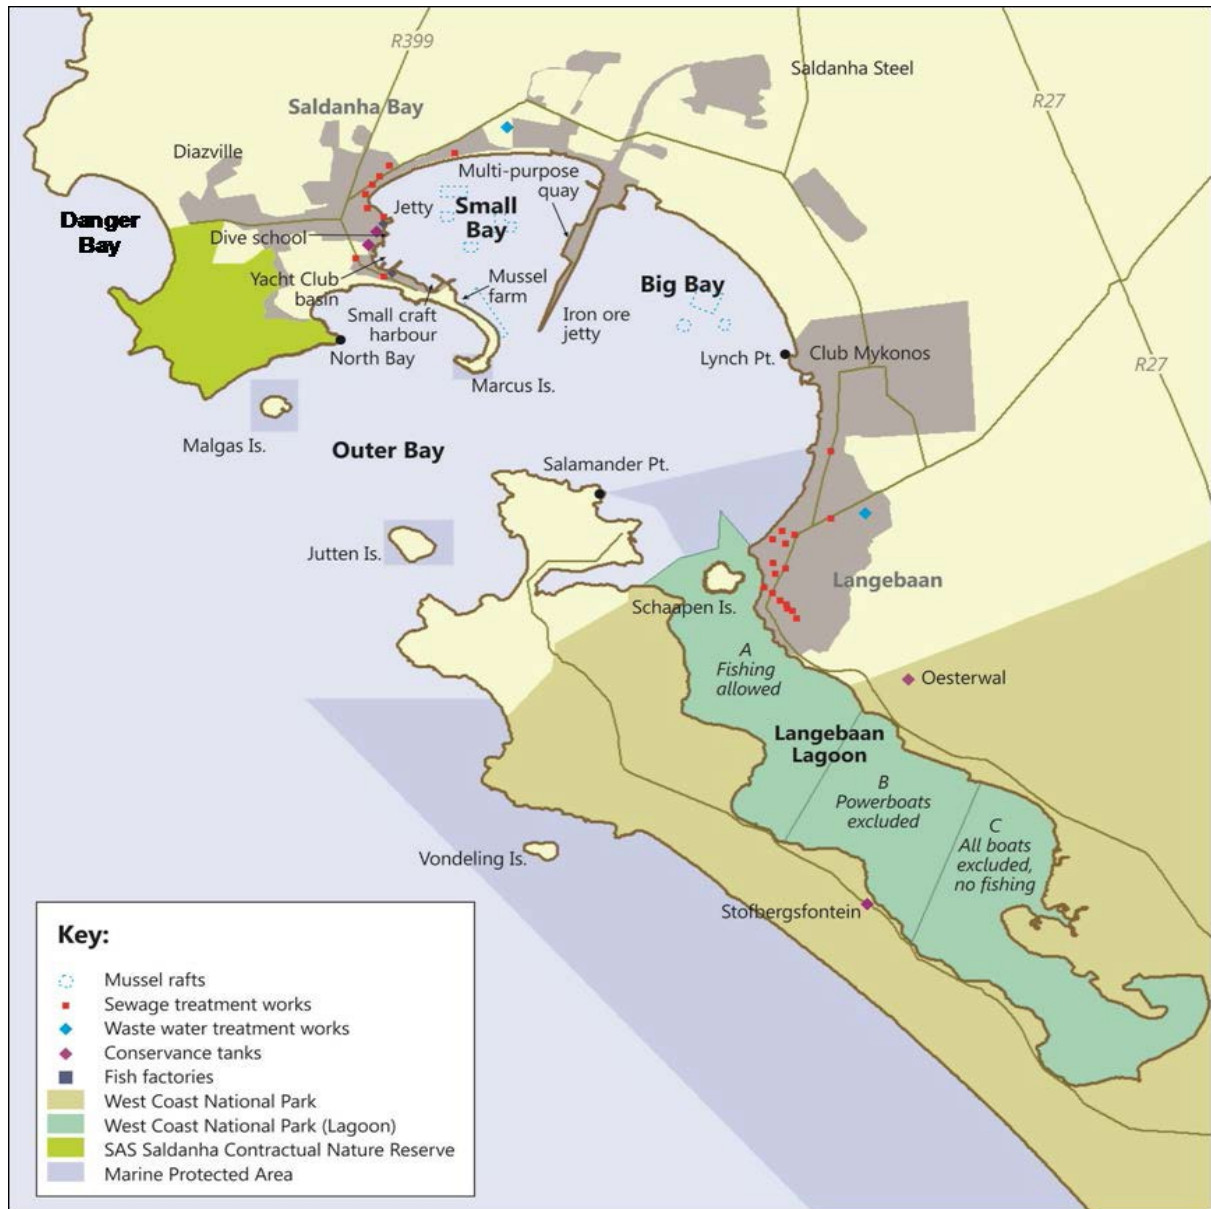 R399
Saldanha Steel
R27
Saldanha Bay
Diazville
Multi-purpose
quay
Jetty
Small
Bay
Danger
Bay
Dive school
Yacht Club
basin
Mussel
farm
Big Bay
Small craft
harbour
Iron ore
jetty
North Bay
Lynch Pt.
Club Mykonos
R27
Marcus Is.
Malgas Is.
Outer Bay
Salamander Pt.
Jutten Is.
Schaapen Is.
Langebaan
A
Fishing
allowed
Oesterwal
Langebaan
Lagoon
B
Powerboats
excluded
C
All boats
excluded,
no fishing
Vondeling Is.
Stofbergsfontein
Key:
Mussel rafts
Sewage treatment works
Waste water treatment works
Conservance tanks
Fish factories
West Coast National Park
West Coast National Park (Lagoon)
SAS Saldanha Contractual Nature Reserve
Marine Protected Area